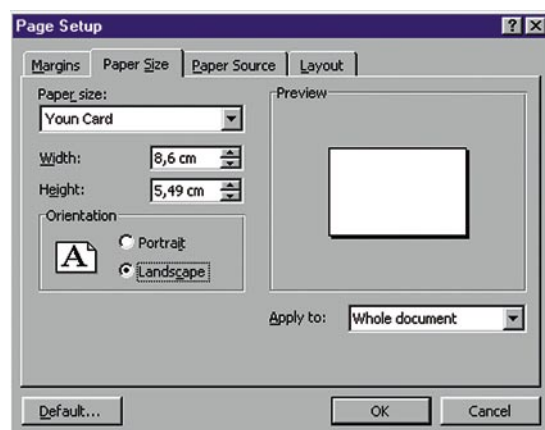 Page Setup
Margins Paper Size Paper Source Layout
Paper size:
Youn Card
Preview
Width: 8,6 cm
Height: 5,49 cm
Orientation
A
Portrait
Landscape
Apply to: Whole document
Default... OK Cancel